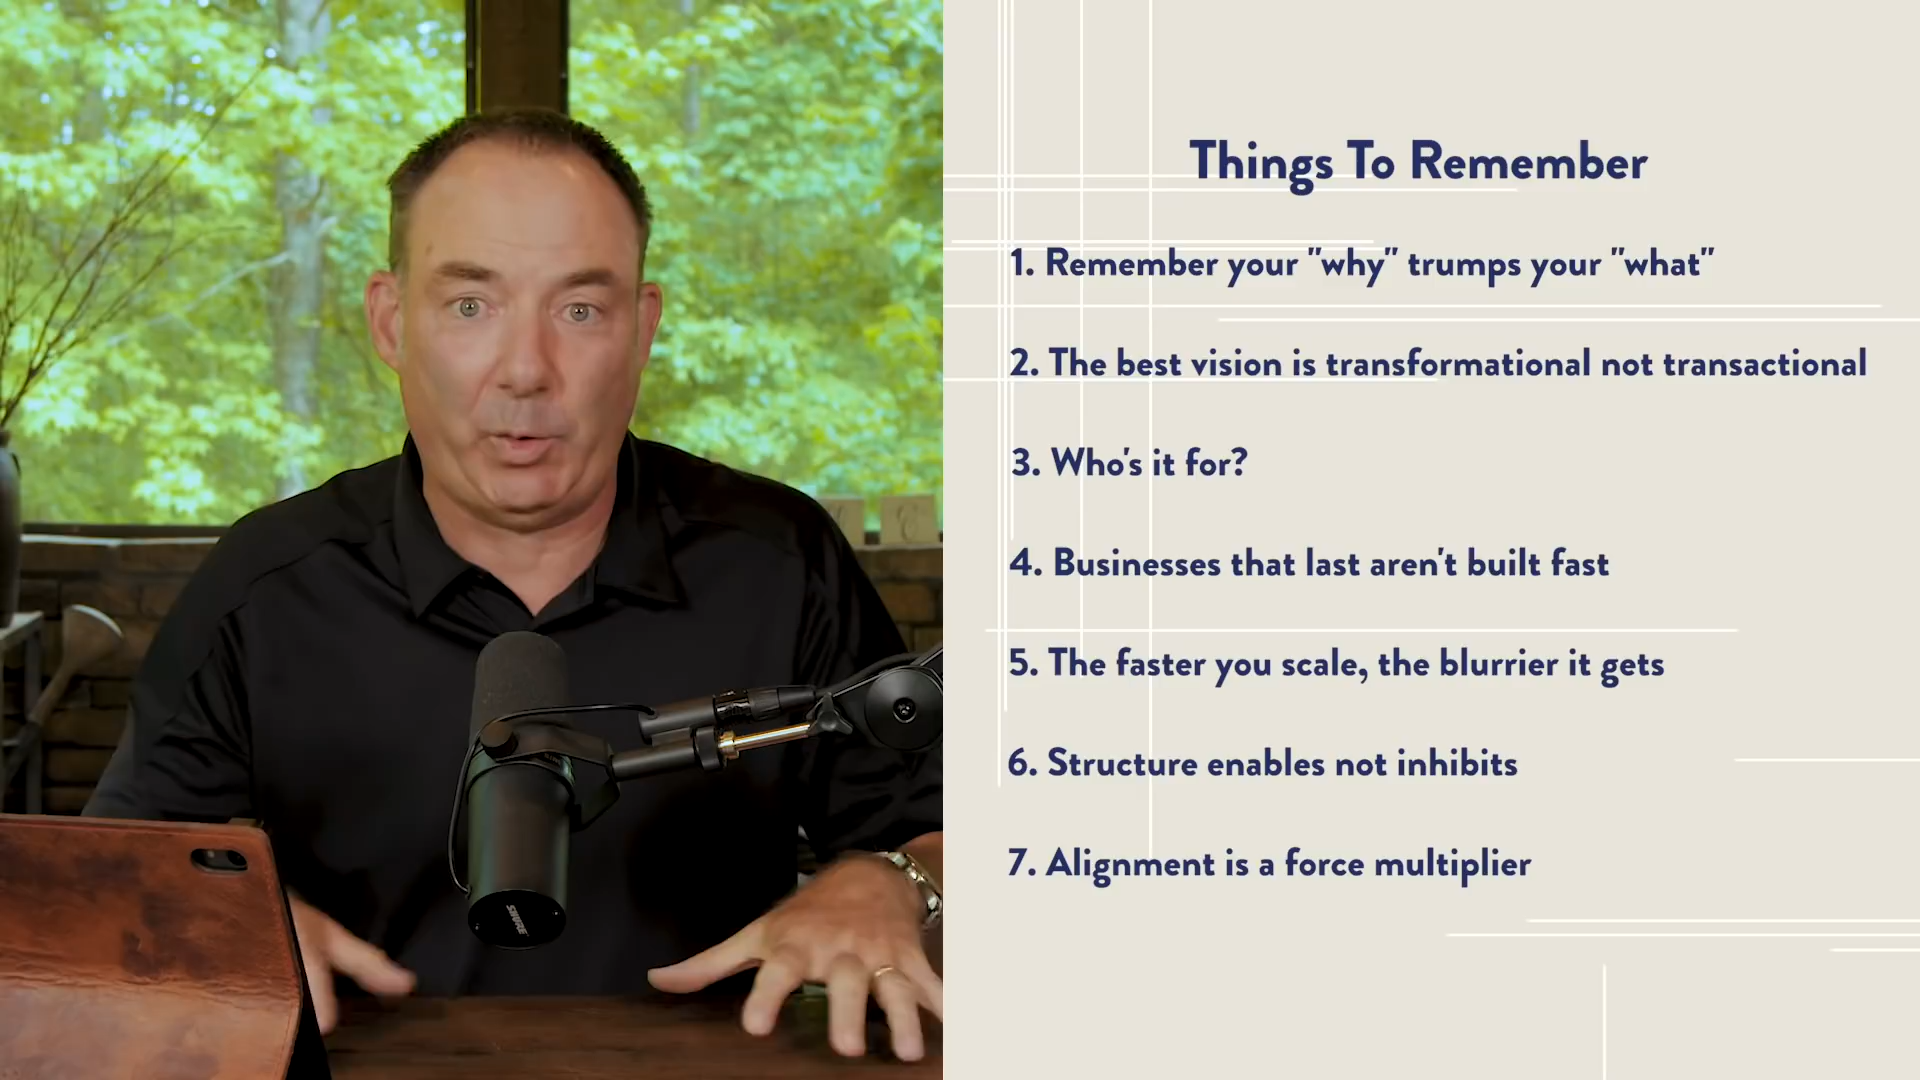 Things To Remember
1. Remember your "why" trumps your "what"
2. The best vision is transformational not transactional
3. Who's it for?
4. Businesses that last aren't built fast
5. The faster you scale, the blurrier it gets
6. Structure enables not inhibits
7. Alignment is a force multiplier
SHURE